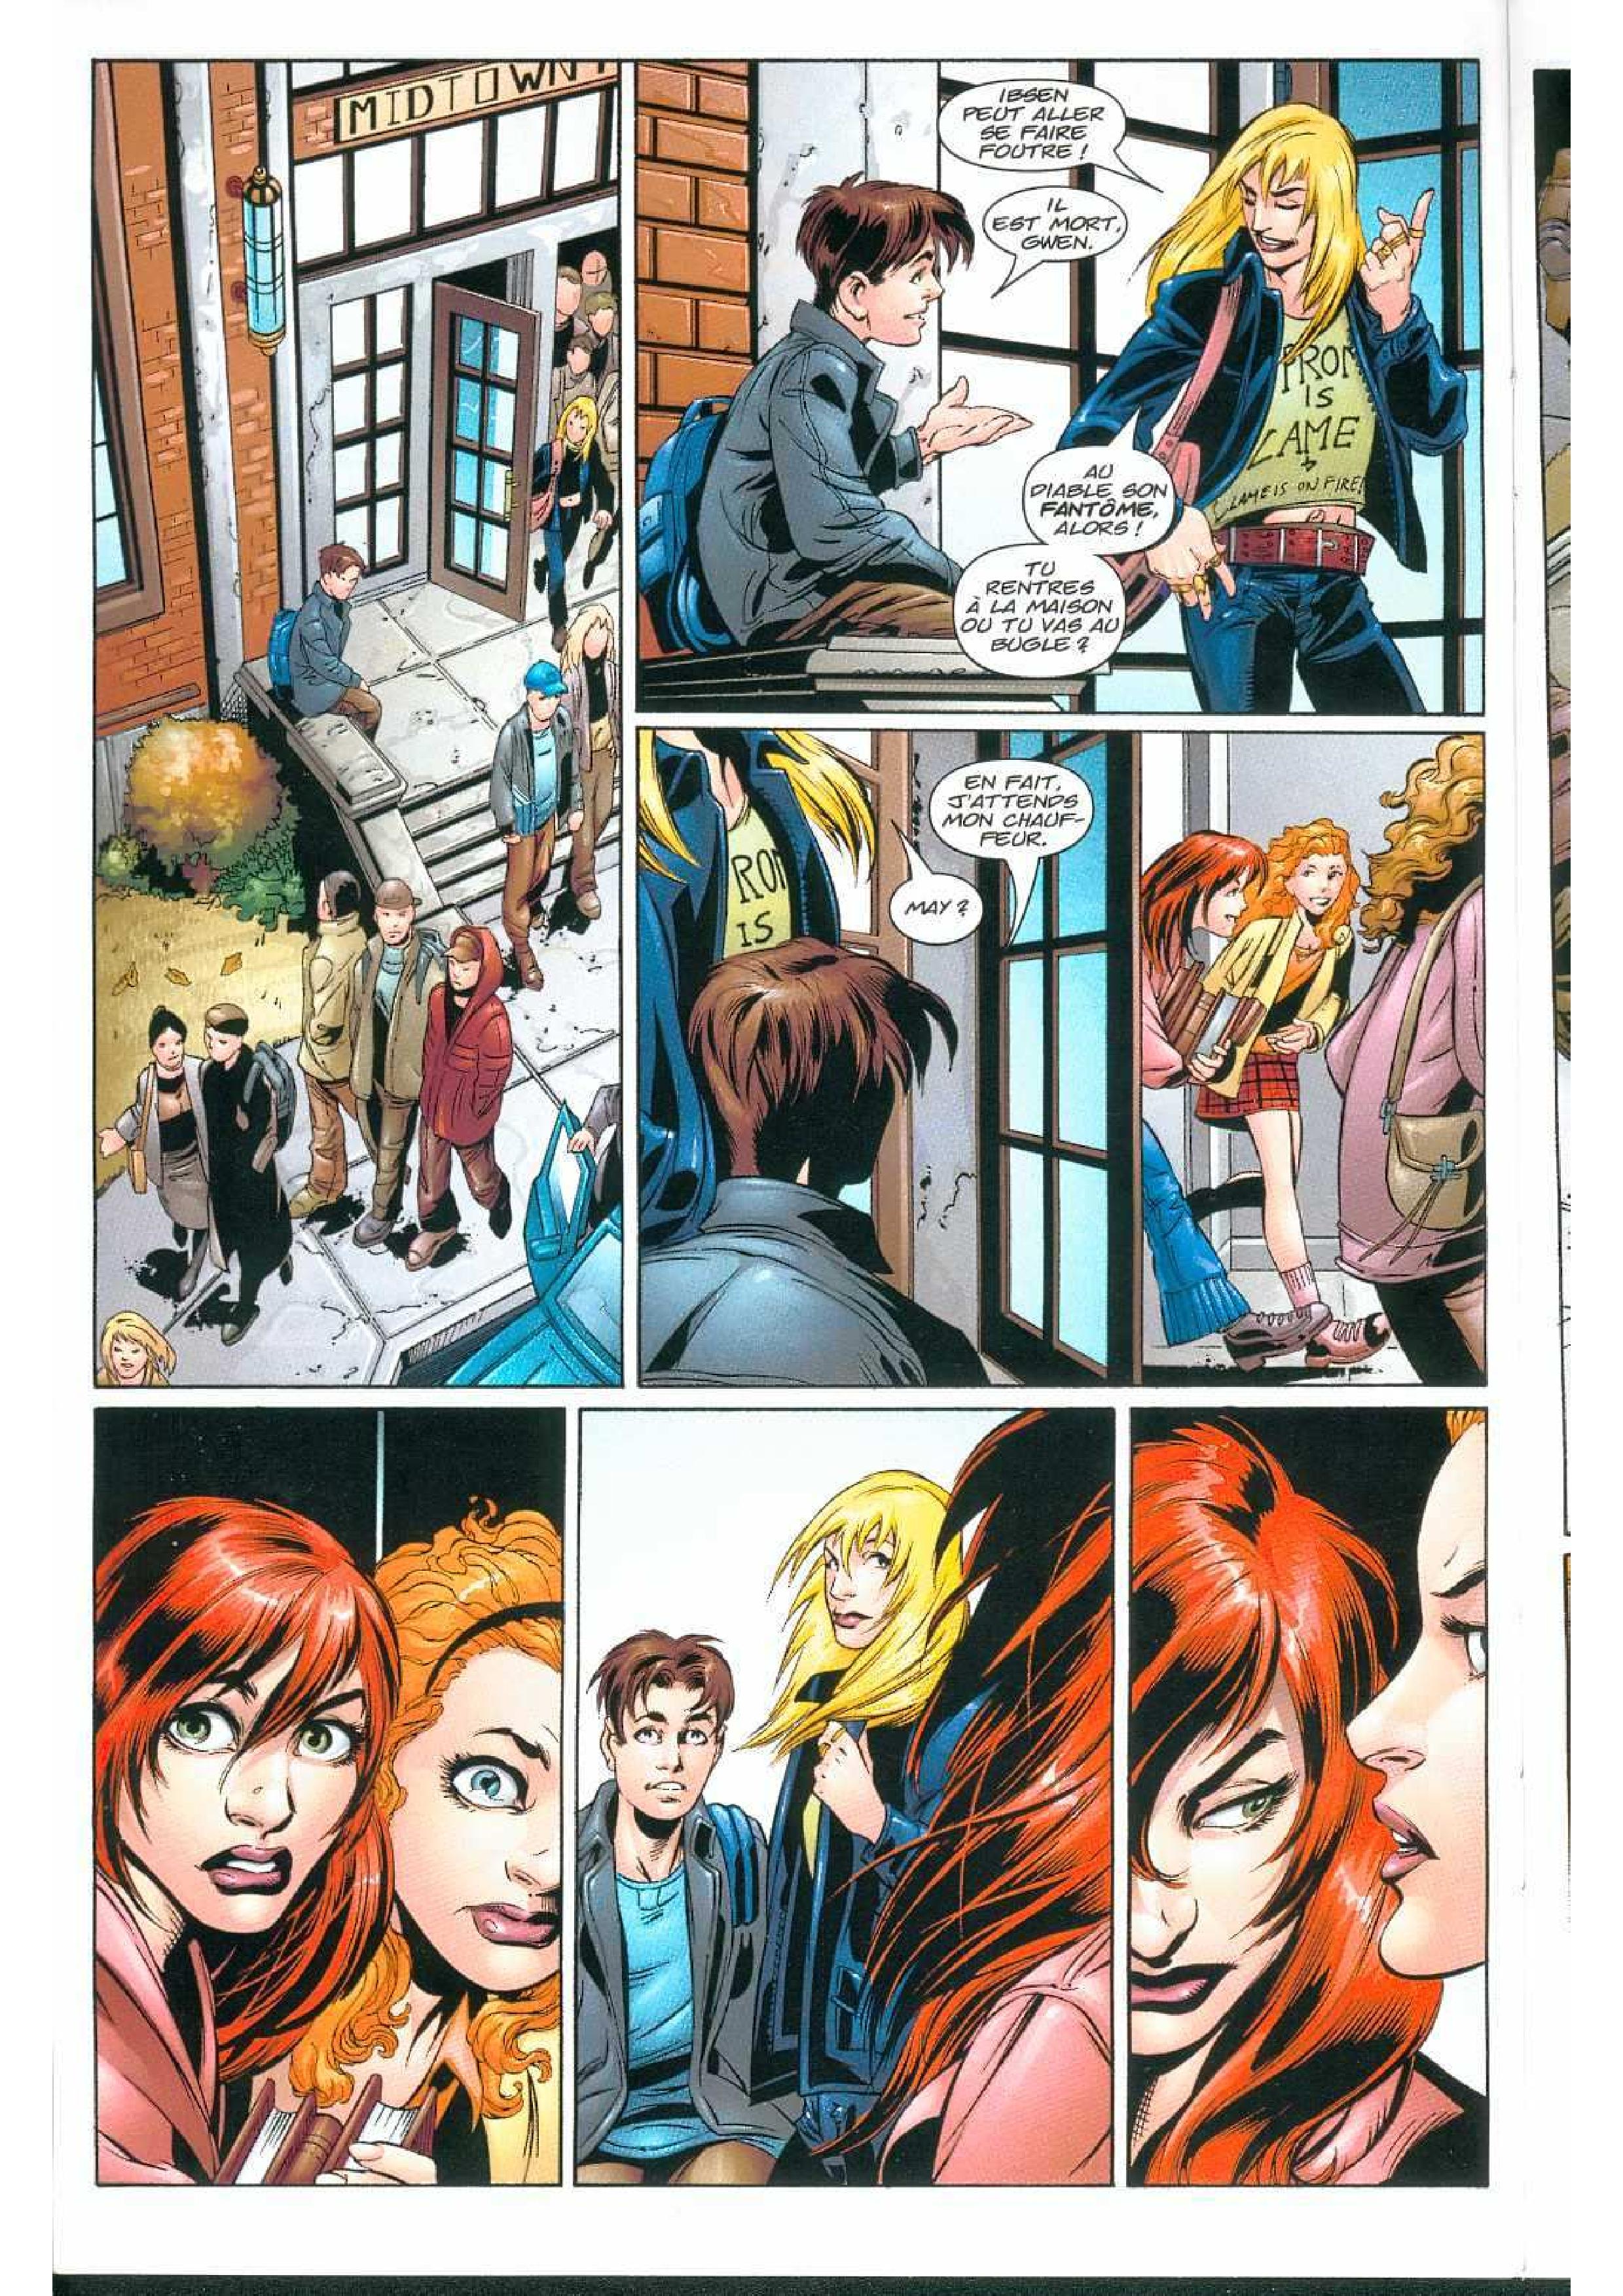 MIDTOWN
IBSEN
PEUT ALLER
SE FAIRE
FOUTRE !
IL
EST MORT,
GWEN.
PROM
IS
LAME
LAME IS ON FIRE!
AU
DIABLE SON
FANTÔME,
ALORS !
TU
RENTRES
À LA MAISON
OU TU VAS AU
BUGLE ?
EN FAIT,
J'ATTENDS
MON CHAUF-
FEUR.
MAY ?
ROM
IS